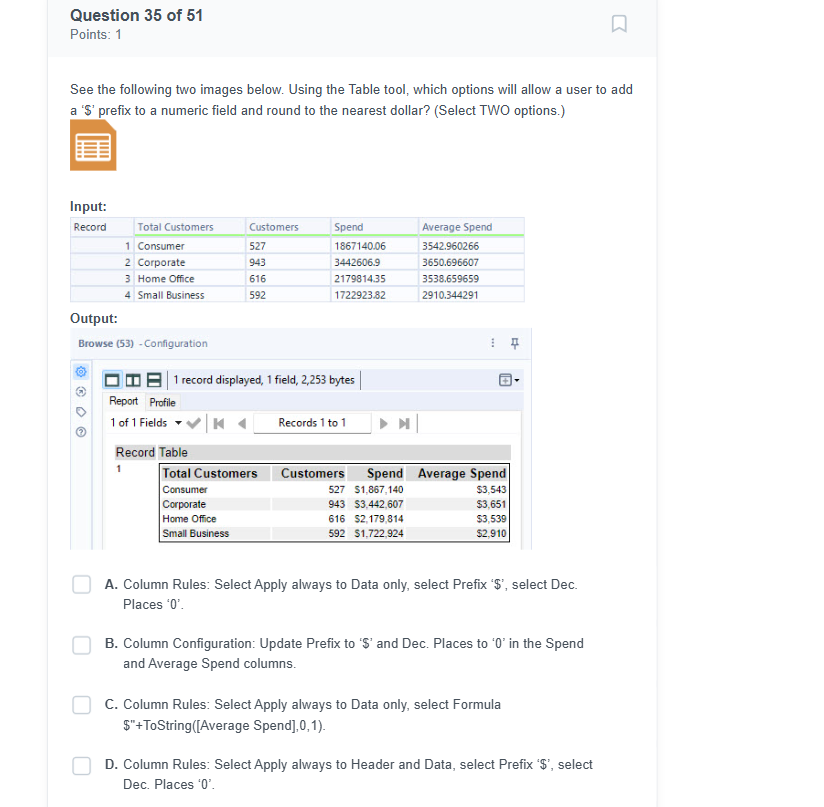 Question 35 of 51
Points: 1
See the following two images below. Using the Table tool, which options will allow a user to add
a ‘$’ prefix to a numeric field and round to the nearest dollar? (Select TWO options.)
Input:
Record Total Customers Customers Spend Average Spend
1 Consumer 527 1867140.06 3542.960266
2 Corporate 943 3442606.9 3650.696607
3 Home Office 616 2179814.35 3538.659659
4 Small Business 592 1722923.82 2910.344291
Output:
Browse (53) - Configuration
1 record displayed, 1 field, 2,253 bytes
Report Profile
1 of 1 Fields Records 1 to 1
Record Table
1
Total Customers Customers Spend Average Spend
Consumer 527 $1,867,140 $3,543
Corporate 943 $3,442,607 $3,651
Home Office 616 $2,179,814 $3,539
Small Business 592 $1,722,924 $2,910
A. Column Rules: Select Apply always to Data only, select Prefix ‘$’, select Dec.
Places ‘0’.
B. Column Configuration: Update Prefix to ‘$’ and Dec. Places to ‘0’ in the Spend
and Average Spend columns.
C. Column Rules: Select Apply always to Data only, select Formula
$"+ToString([Average Spend],0,1).
D. Column Rules: Select Apply always to Header and Data, select Prefix ‘$’, select
Dec. Places ‘0’.